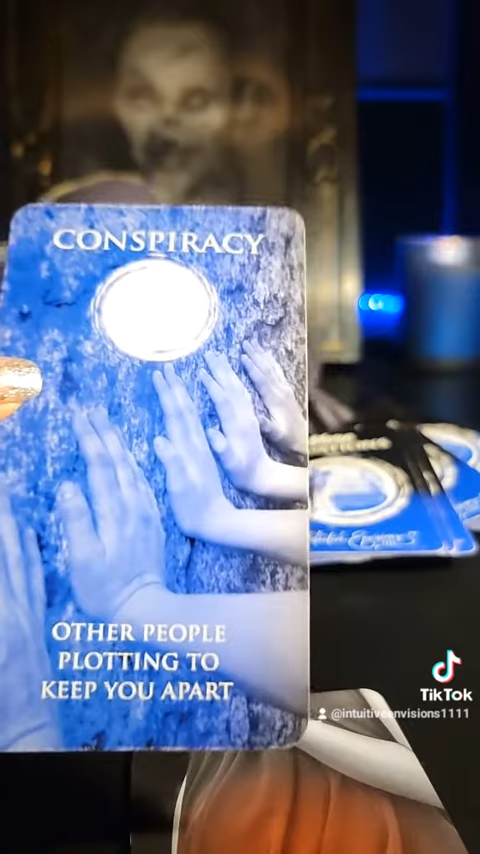 CONSPIRACY
OTHER PEOPLE
PLOTTING TO
KEEP YOU APART
TikTok
@intuitiveenvisions1111